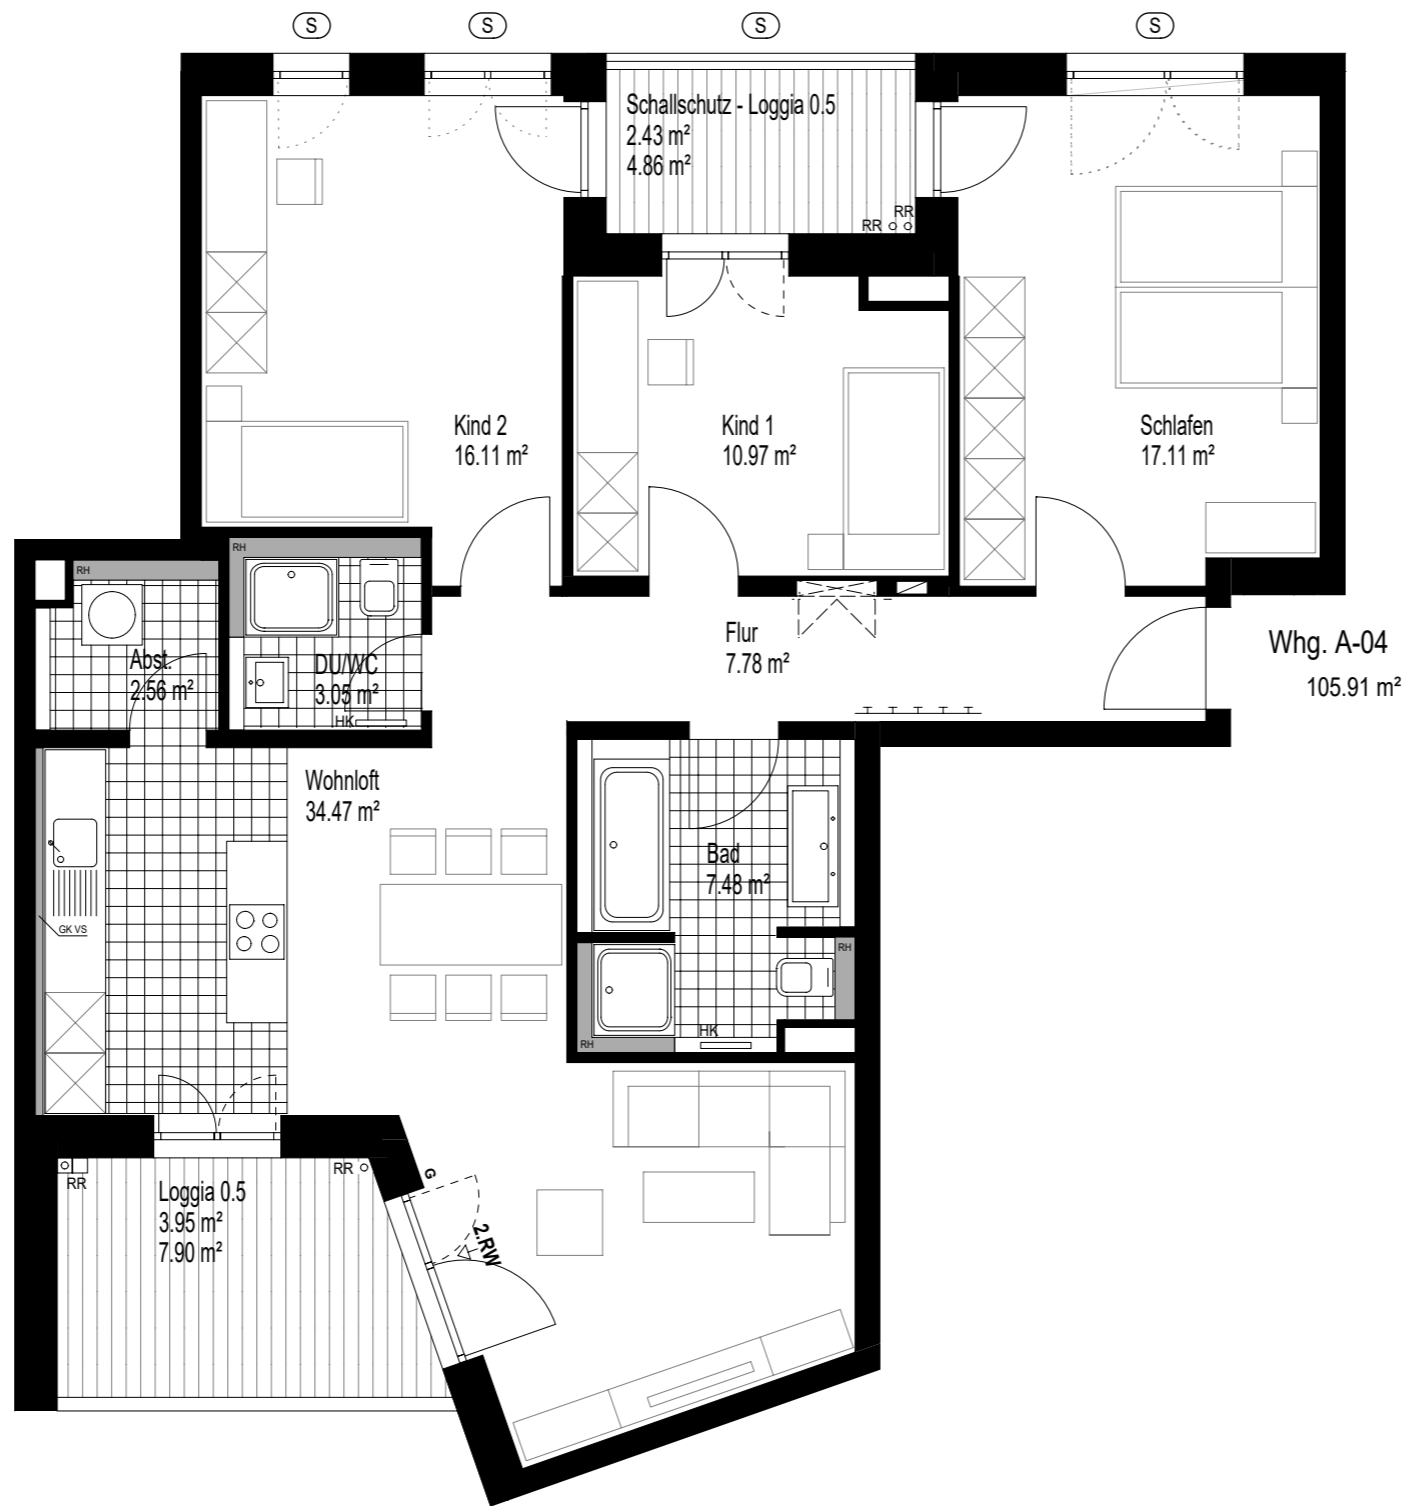 S
S
S
S
Schallschutz - Loggia 0.5
2.43 m²
4.86 m²
RR
RR
Kind 2
16.11 m²
Kind 1
10.97 m²
Schlafen
17.11 m²
RH
RH
Abst.
2.56 m²
DU/WC
3.05 m²
HK
Flur
7.78 m²
Whg. A-04
105.91 m²
Wohnloft
34.47 m²
Bad
7.48 m²
GK VS
RH
HK
RH
RR
RR
Loggia 0.5
3.95 m²
7.90 m²
G
2.RW